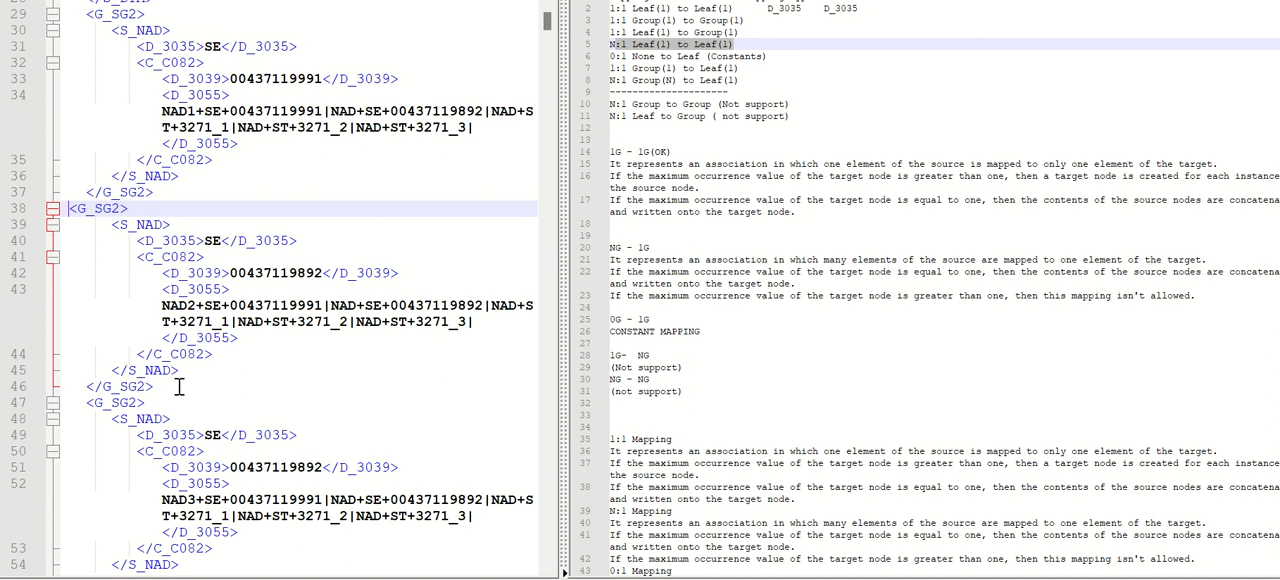 28 </S_DTM>
29 <G_SG2>
30 <S_NAD>
31 <D_3035>SE</D_3035>
32 <C_C082>
33 <D_3039>00437119991</D_3039>
34 <D_3055>
NAD1+SE+00437119991|NAD+SE+00437119892|NAD+S
T+3271_1|NAD+ST+3271_2|NAD+ST+3271_3|
</D_3055>
35 </C_C082>
36 </S_NAD>
37 </G_SG2>
38 <G_SG2>
39 <S_NAD>
40 <D_3035>SE</D_3035>
41 <C_C082>
42 <D_3039>00437119892</D_3039>
43 <D_3055>
NAD2+SE+00437119991|NAD+SE+00437119892|NAD+S
T+3271_1|NAD+ST+3271_2|NAD+ST+3271_3|
</D_3055>
44 </C_C082>
45 </S_NAD>
46 </G_SG2>
47 <G_SG2>
48 <S_NAD>
49 <D_3035>SE</D_3035>
50 <C_C082>
51 <D_3039>00437119892</D_3039>
52 <D_3055>
NAD3+SE+00437119991|NAD+SE+00437119892|NAD+S
T+3271_1|NAD+ST+3271_2|NAD+ST+3271_3|
</D_3055>
53 </C_C082>
54 </S_NAD>
2 1:1 Leaf(1) to Leaf(1) D_3035 D_3035
3 1:1 Group(1) to Group(1)
4 1:1 Leaf(1) to Group(1)
5 N:1 Leaf(1) to Leaf(1)
6 0:1 None to Leaf (Constants)
7 1:1 Group(1) to Leaf(1)
8 N:1 Group(N) to Leaf(1)
9 --------------------
10 N:1 Group to Group (Not support)
11 N:1 Leaf to Group ( not support)
12
13
14 1G - 1G(OK)
15 It represents an association in which one element of the source is mapped to only one element of the target.
16 If the maximum occurrence value of the target node is greater than one, then a target node is created for each instance
the source node.
17 If the maximum occurrence value of the target node is equal to one, then the contents of the source nodes are concatena
and written onto the target node.
18
19
20 NG - 1G
21 It represents an association in which many elements of the source are mapped to one element of the target.
22 If the maximum occurrence value of the target node is equal to one, then the contents of the source nodes are concatena
and written onto the target node.
23 If the maximum occurrence value of the target node is greater than one, then this mapping isn't allowed.
24
25 0G - 1G
26 CONSTANT MAPPING
27
28 1G- NG
29 (Not support)
30 NG - NG
31 (not support)
32
33
34
35 1:1 Mapping
36 It represents an association in which one element of the source is mapped to only one element of the target.
37 If the maximum occurrence value of the target node is greater than one, then a target node is created for each instance
the source node.
38 If the maximum occurrence value of the target node is equal to one, then the contents of the source nodes are concatena
and written onto the target node.
39 N:1 Mapping
40 It represents an association in which many elements of the source are mapped to one element of the target.
41 If the maximum occurrence value of the target node is equal to one, then the contents of the source nodes are concatena
and written onto the target node.
42 If the maximum occurrence value of the target node is greater than one, then this mapping isn't allowed.
43 0:1 Mapping